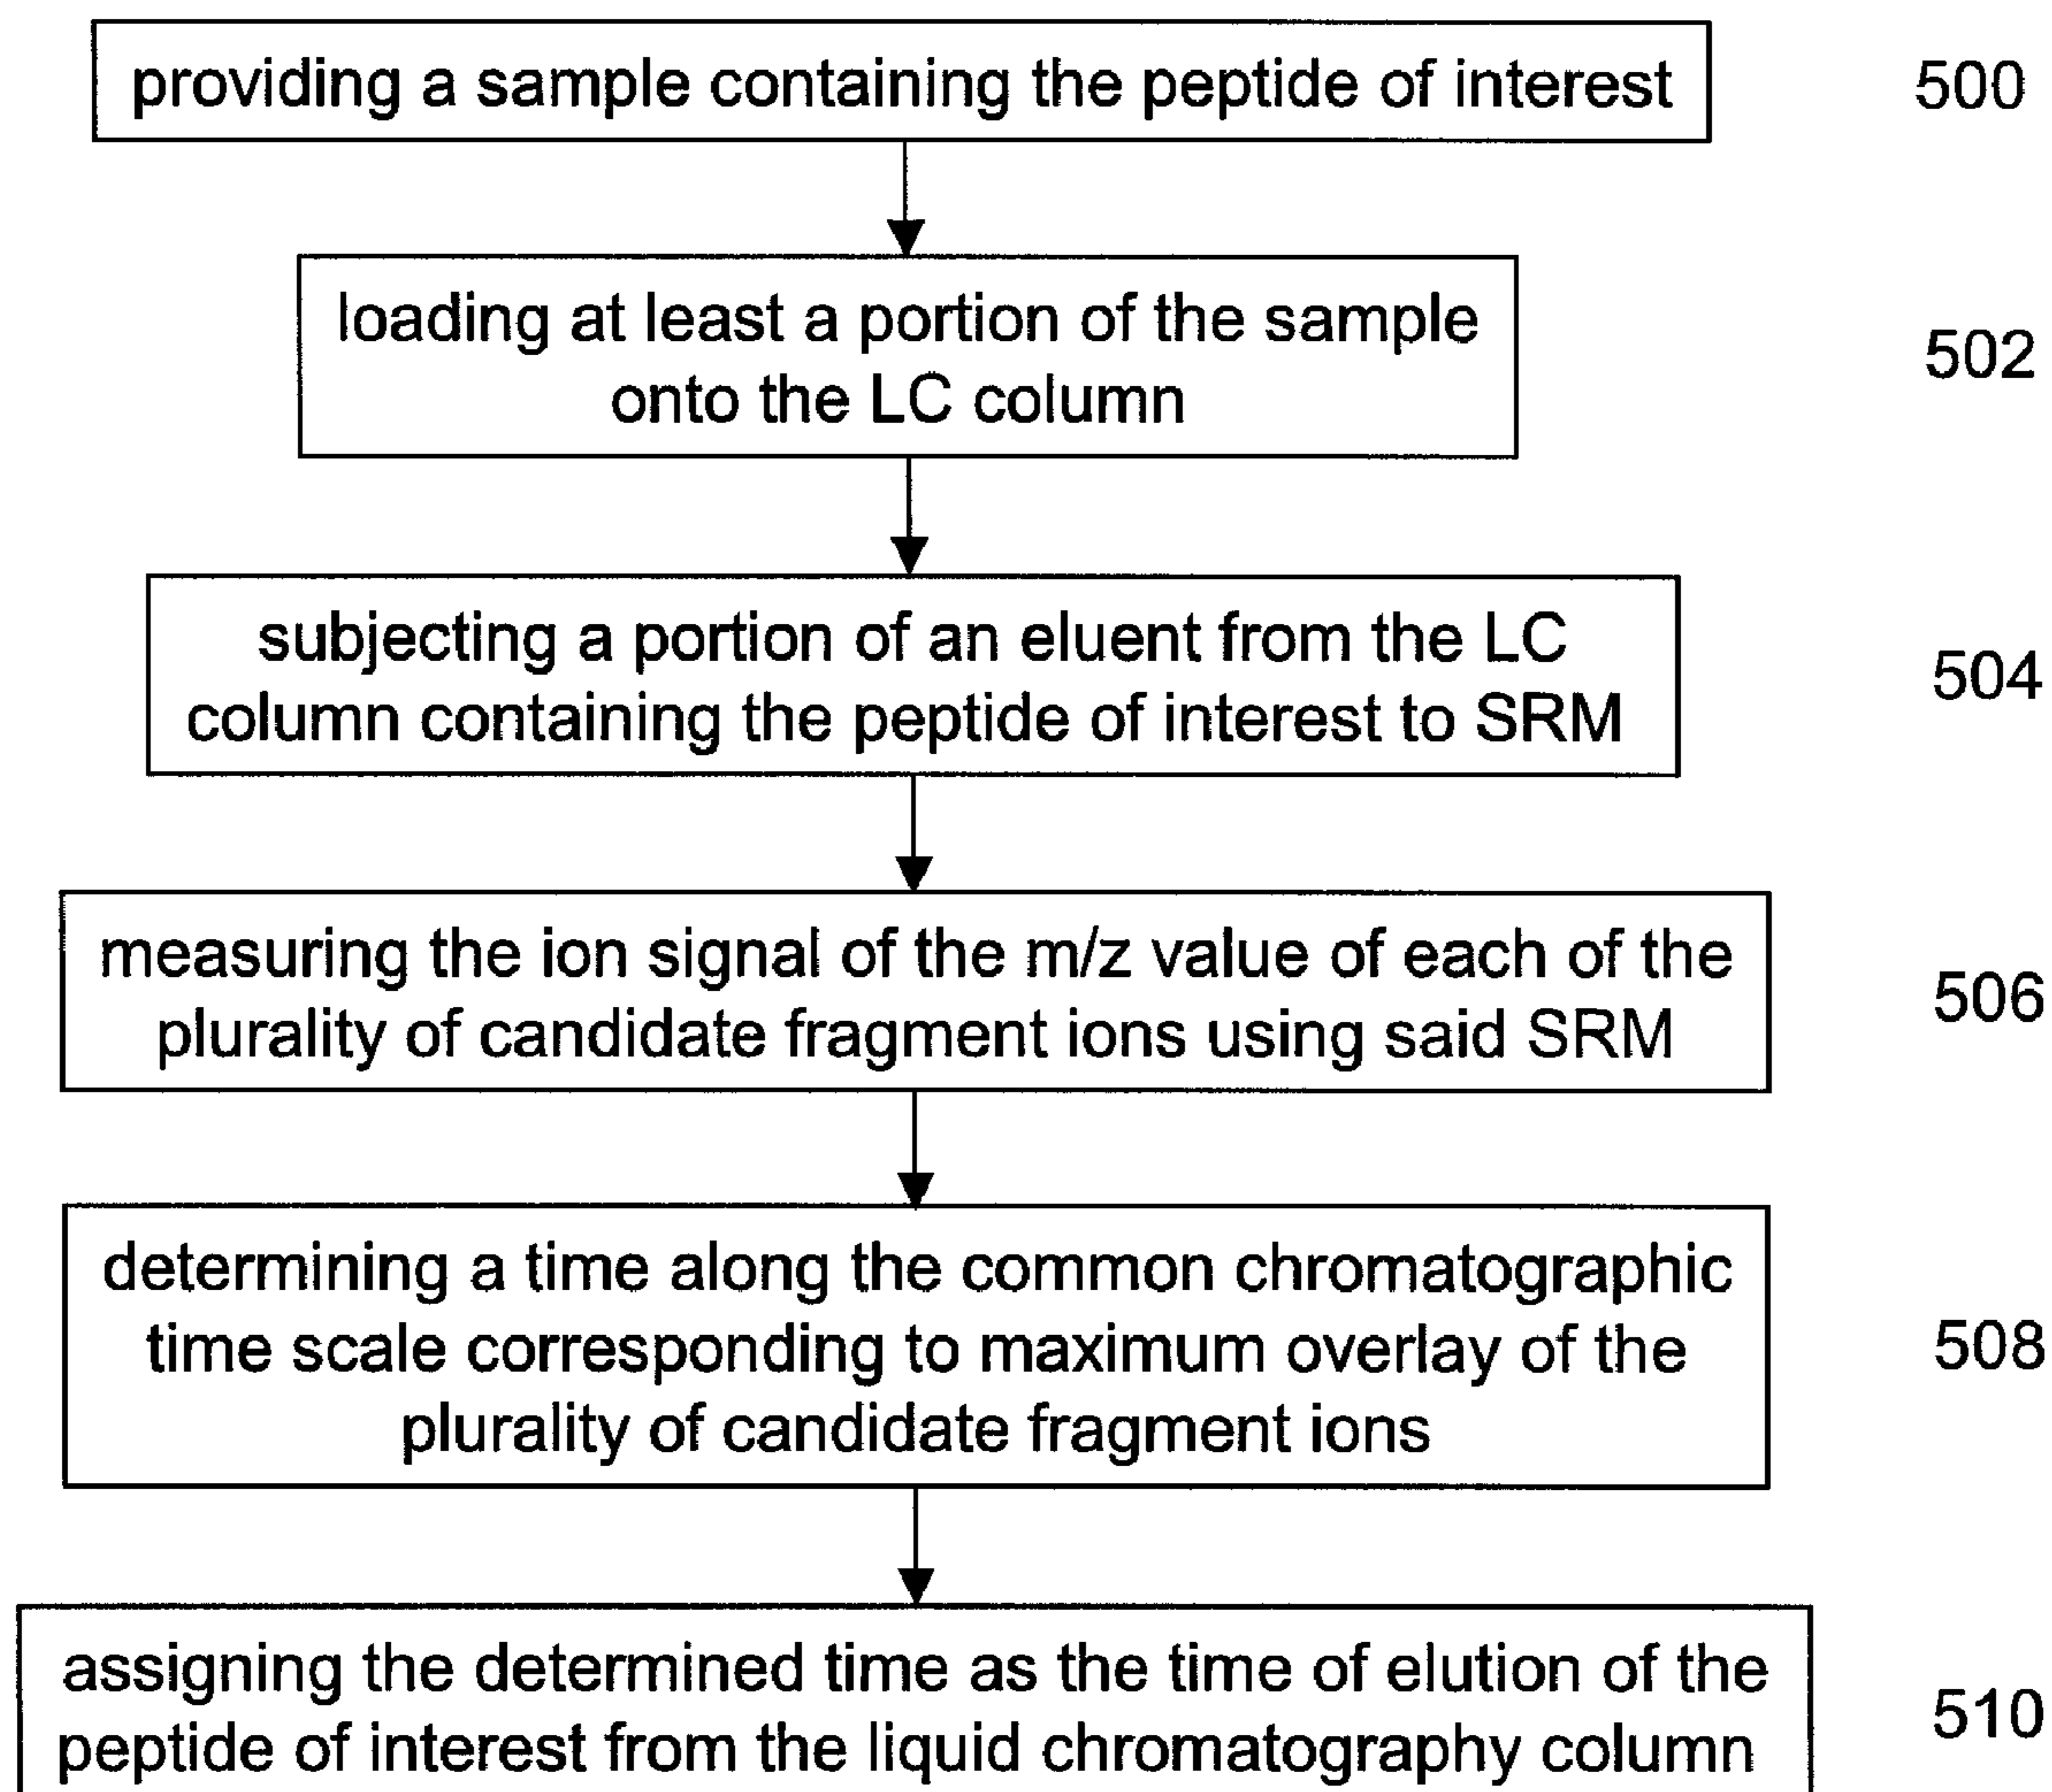 providing a sample containing the peptide of interest
500
loading at least a portion of the sample
onto the LC column
502
subjecting a portion of an eluent from the LC
column containing the peptide of interest to SRM
504
measuring the ion signal of the m/z value of each of the
plurality of candidate fragment ions using said SRM
506
determining a time along the common chromatographic
time scale corresponding to maximum overlay of the
plurality of candidate fragment ions
508
assigning the determined time as the time of elution of the
peptide of interest from the liquid chromatography column
510